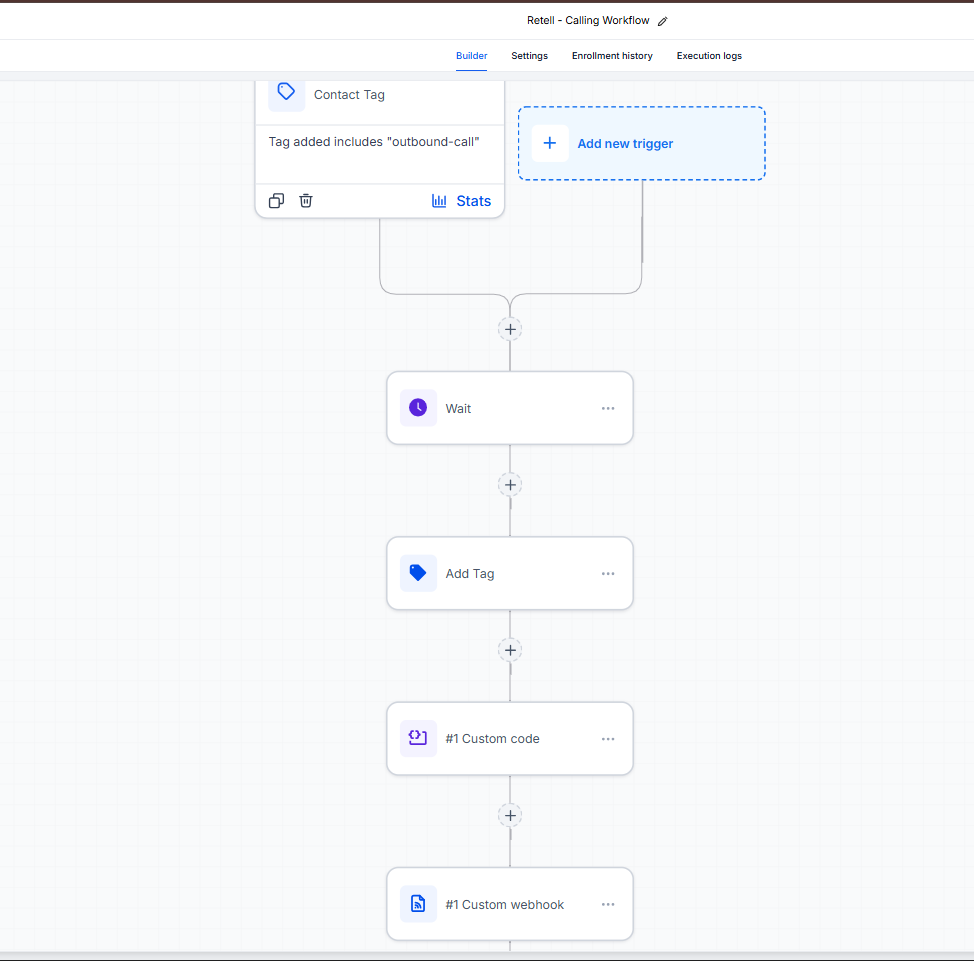 Retell - Calling Workflow
Builder
Settings
Enrollment history
Execution logs
Contact Tag
Tag added includes "outbound-call"
Stats
Add new trigger
Wait
Add Tag
#1 Custom code
#1 Custom webhook